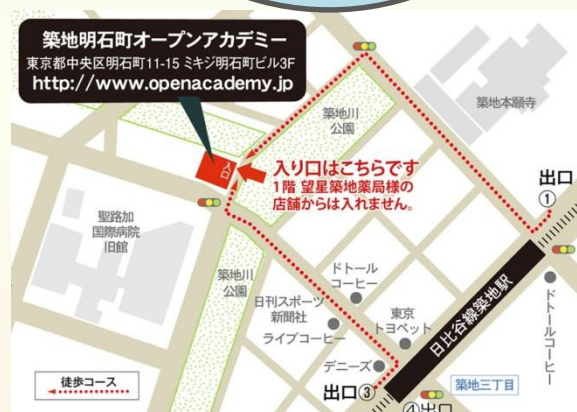 築地明石町オープンアカデミー
東京都中央区明石町11-15 ミキジ明石町ビル3F
http://www.openacademy.jp
築地川
公園
築地本願寺
入口
入り口はこちらです
1階 望星築地薬局様の
店舗からは入れません。
出口
①
聖路加
国際病院
旧館
築地川
公園
ドトール
コーヒー
日刊スポーツ
新聞社
ライブコーヒー
東京
トヨペット
日比谷線築地駅
ドトールコーヒー
デニーズ
徒歩コース
出口③
築地三丁目
④出口